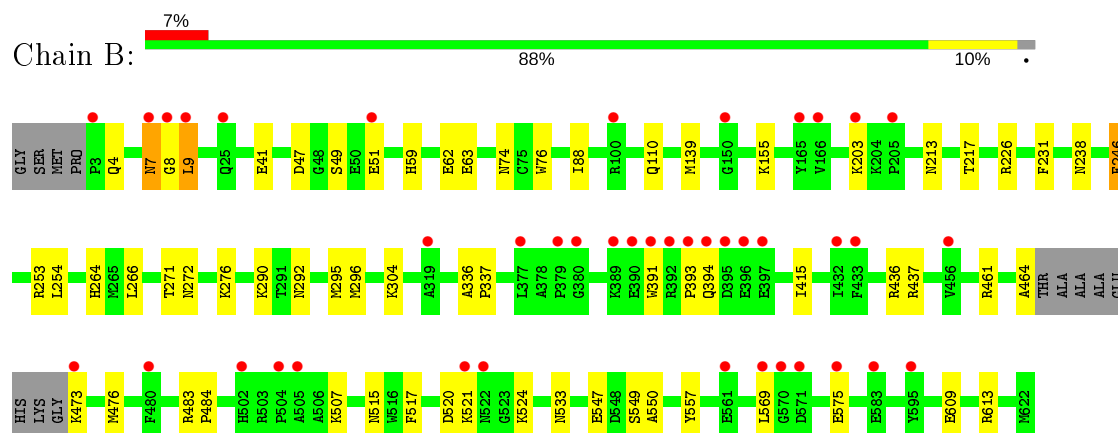 7%
Chain B:
88% 10% •
GLY SER MET PRO P3 Q4 N7 G8 L9 Q25 E41 D47 G48 S49 E50 E51 H59 E62 E63 N74 C75 W76 I88 R100 Q110 M139 G150 K155 Y165 V166 K203 K204 P205 N213 T217 R226 F231 N238
R253 L254 H264 M265 L266 T271 N272 K276 K290 T291 N292 M295 M296 K304 A319 A336 P337 L377 A378 P379 G380 K389 E390 W391 R392 P393 Q394 D395 E396 E397 I415 I432 F433 R436 R437 V456 R461 A464 THR ALA ALA ALA
HIS LYS GLY K473 M476 F480 R483 P484 H502 R503 P504 A505 A506 K507 N515 W516 F517 D520 K521 N522 G523 K524 N533 E547 D548 S549 A550 Y557 E561 L569 G570 D571 E575 E583 Y595 E609 R613 M622